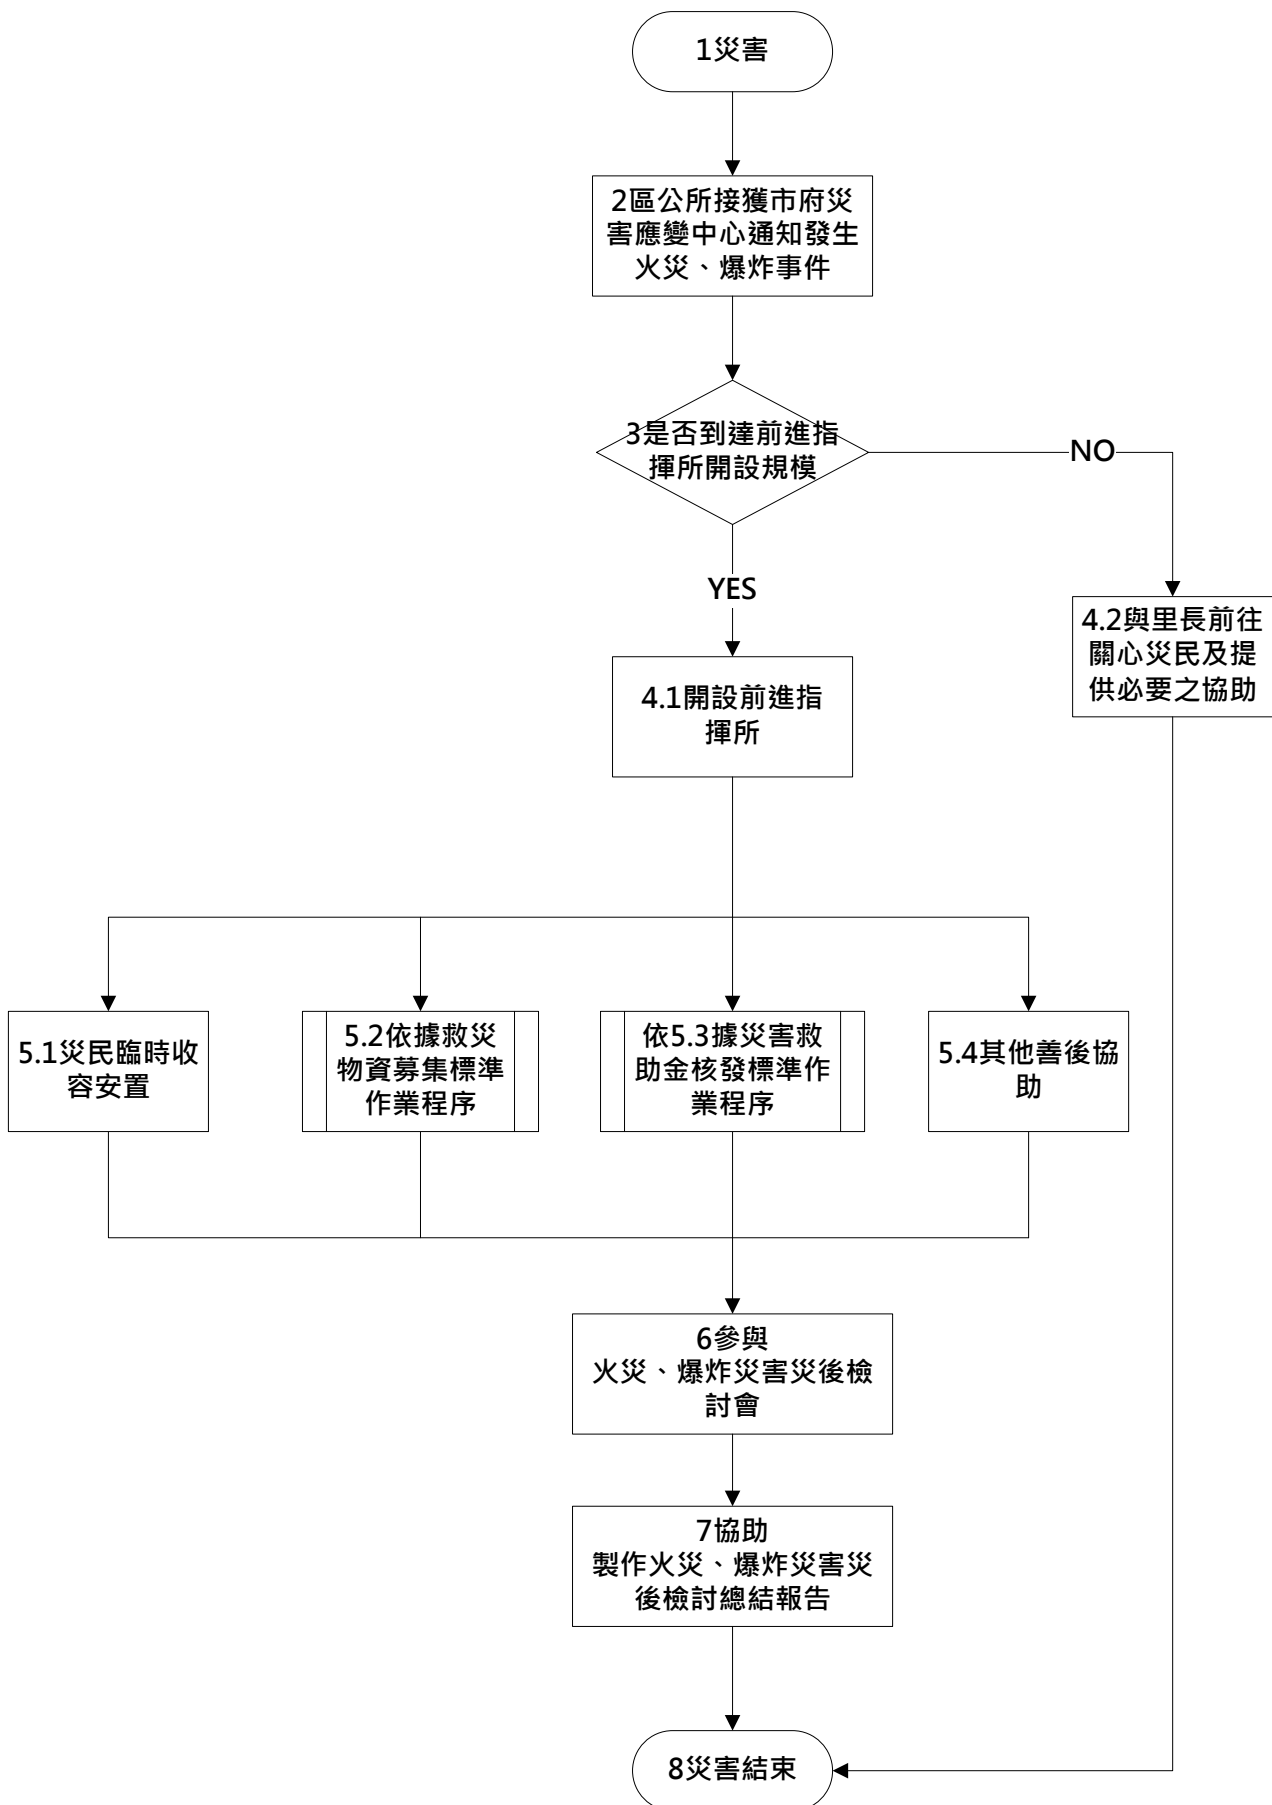 1災害
2區公所接獲市府災
害應變中心通知發生
火災、爆炸事件
3是否到達前進指
揮所開設規模
NO
YES
4.2與里長前往
關心災民及提
供必要之協助
4.1開設前進指
揮所
5.1災民臨時收
容安置
5.2依據救災
物資募集標準
作業程序
依5.3據災害救
助金核發標準作
業程序
5.4其他善後協
助
6參與
火災、爆炸災害災後檢
討會
7協助
製作火災、爆炸災害災
後檢討總結報告
8災害結束